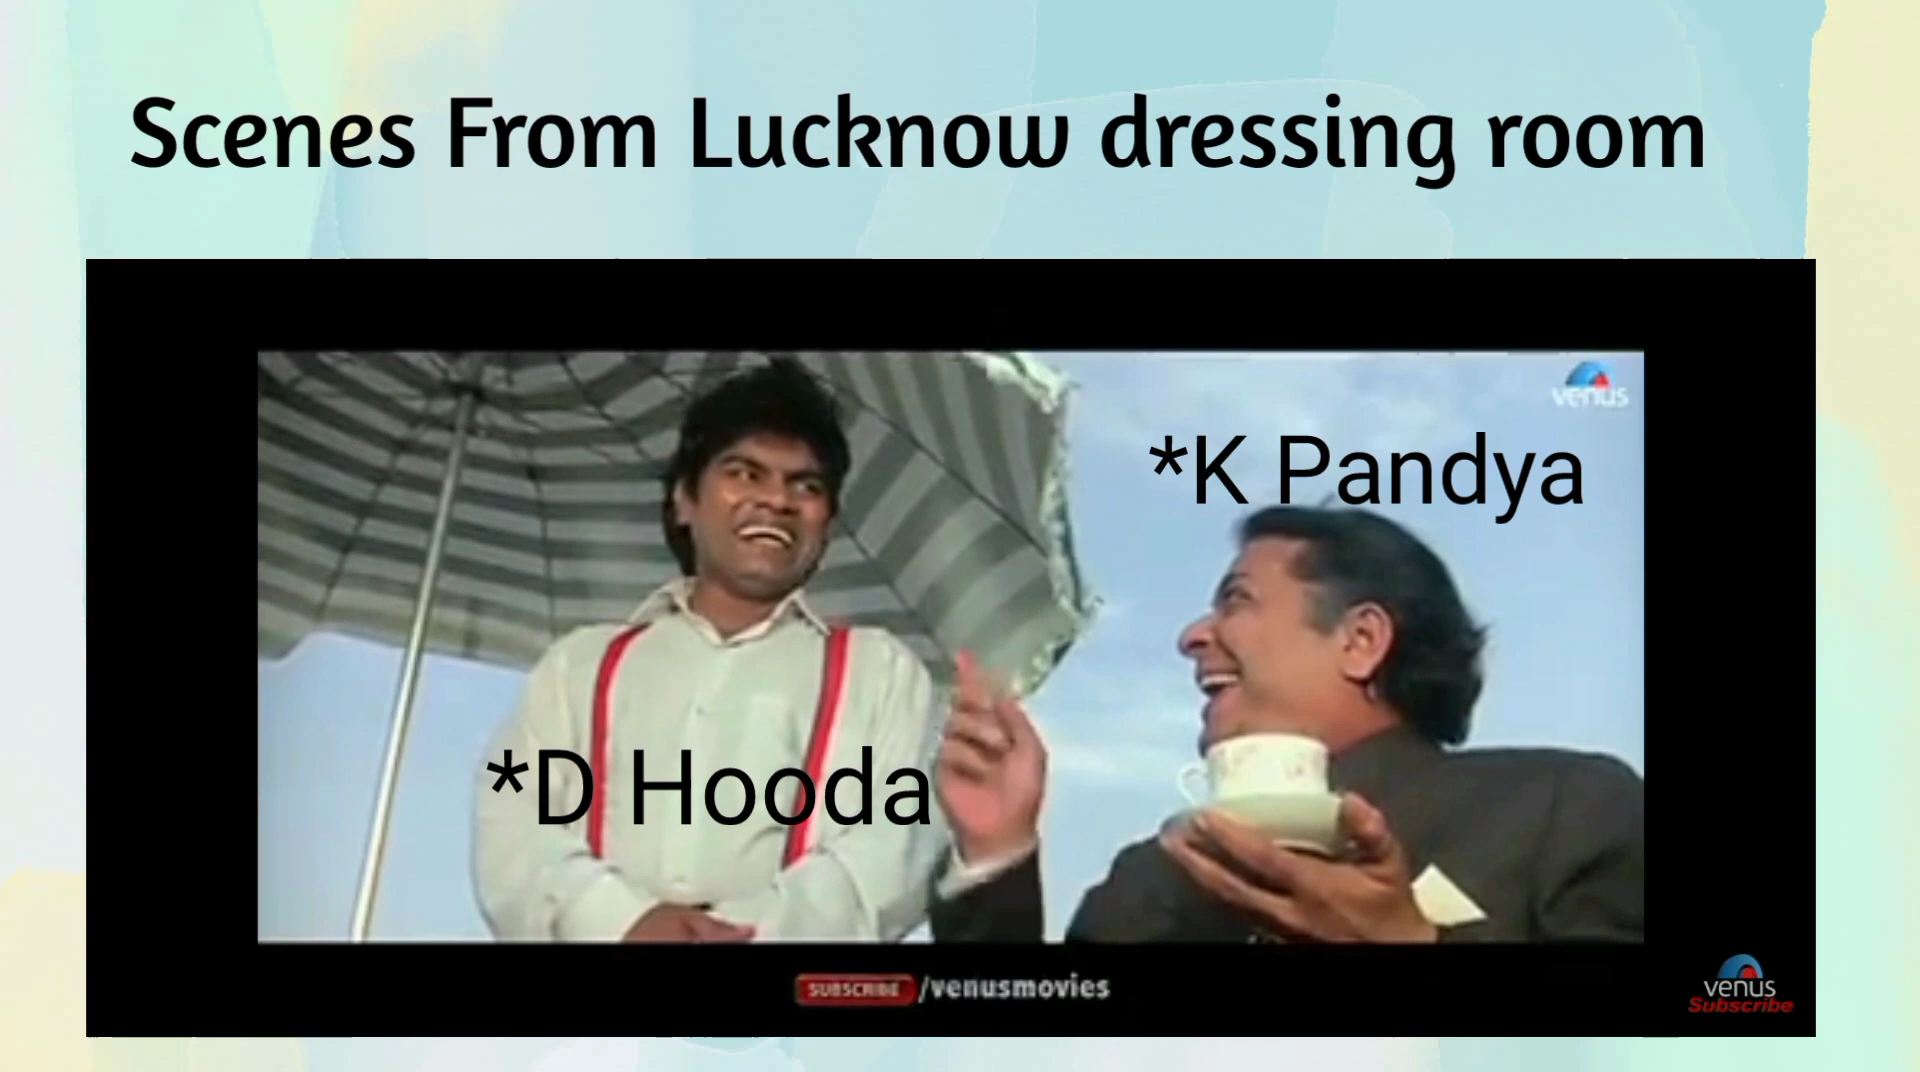 Scenes From Lucknow dressing room
venus
*K Pandya
*D Hooda
SUBSCRIBE /venusmovies
venus
Subscribe